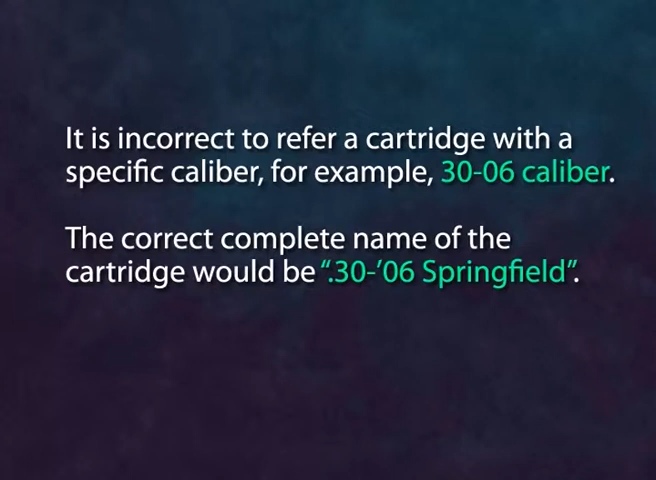 It is incorrect to refer a cartridge with a
specific caliber, for example, 30-06 caliber.
The correct complete name of the
cartridge would be “.30-’06 Springfield”.